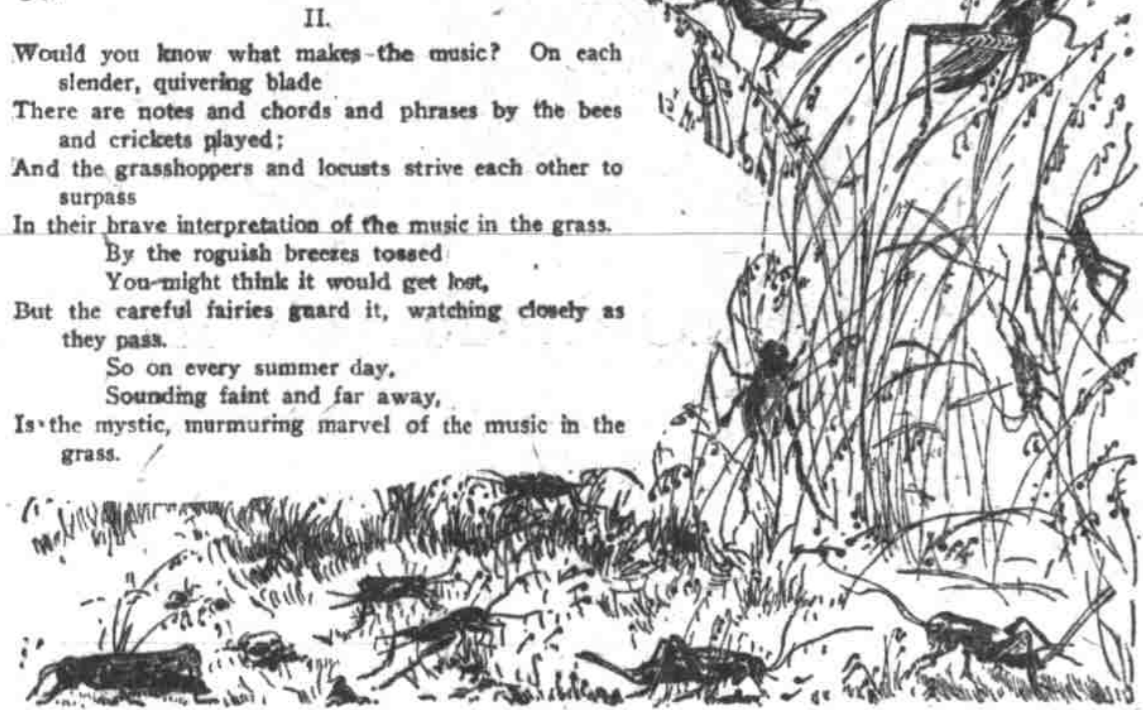 II.
Would you know what makes the music? On each
slender, quivering blade
There are notes and chords and phrases by the bees
and crickets played;
And the grasshoppers and locusts strive each other to
surpass
In their brave interpretation of the music in the grass.
By the roguish breezes tossed
You might think it would get lost,
But the careful fairies guard it, watching closely as
they pass.
So on every summer day,
Sounding faint and far away,
Is the mystic, murmuring marvel of the music in the
grass.